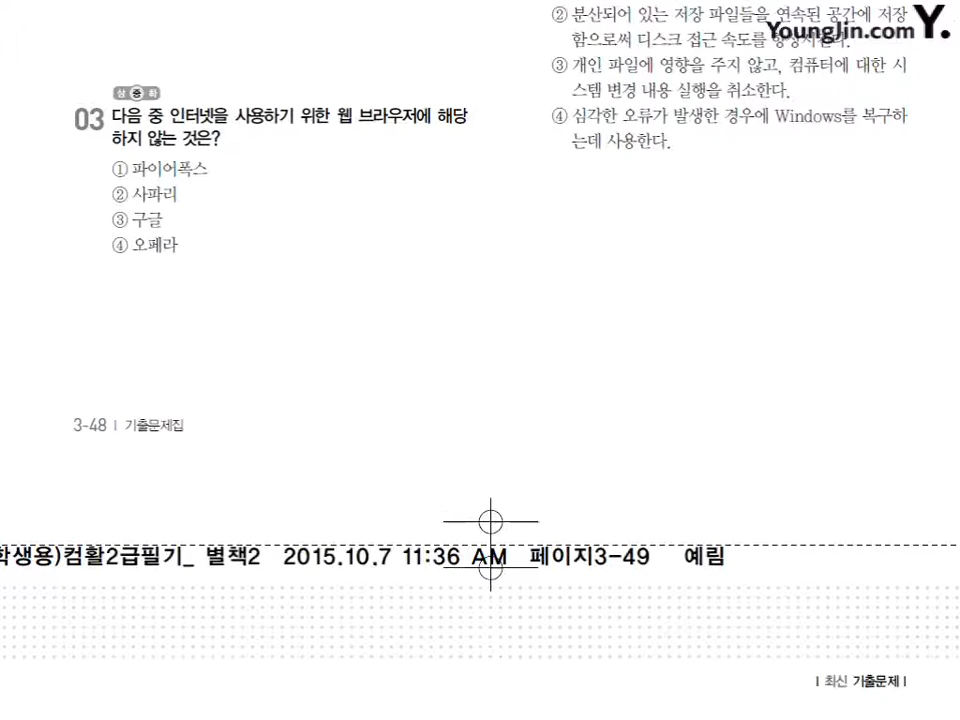 상 중 하
03 다음 중 인터넷을 사용하기 위한 웹 브라우저에 해당
하지 않는 것은?
① 파이어폭스
② 사파리
③ 구글
④ 오페라
② 분산되어 있는 저장 파일들을 연속된 공간에 저장
함으로써 디스크 접근 속도를 향상시킨다.
③ 개인 파일에 영향을 주지 않고, 컴퓨터에 대한 시
스템 변경 내용 실행을 취소한다.
④ 심각한 오류가 발생한 경우에 Windows를 복구하
는데 사용한다.
YoungJin.com Y.
3-48 | 기출문제집
학생용)컴활2급필기_ 별책2 2015.10.7 11:36 AM 페이지3-49 예림
| 최신 기출문제 |